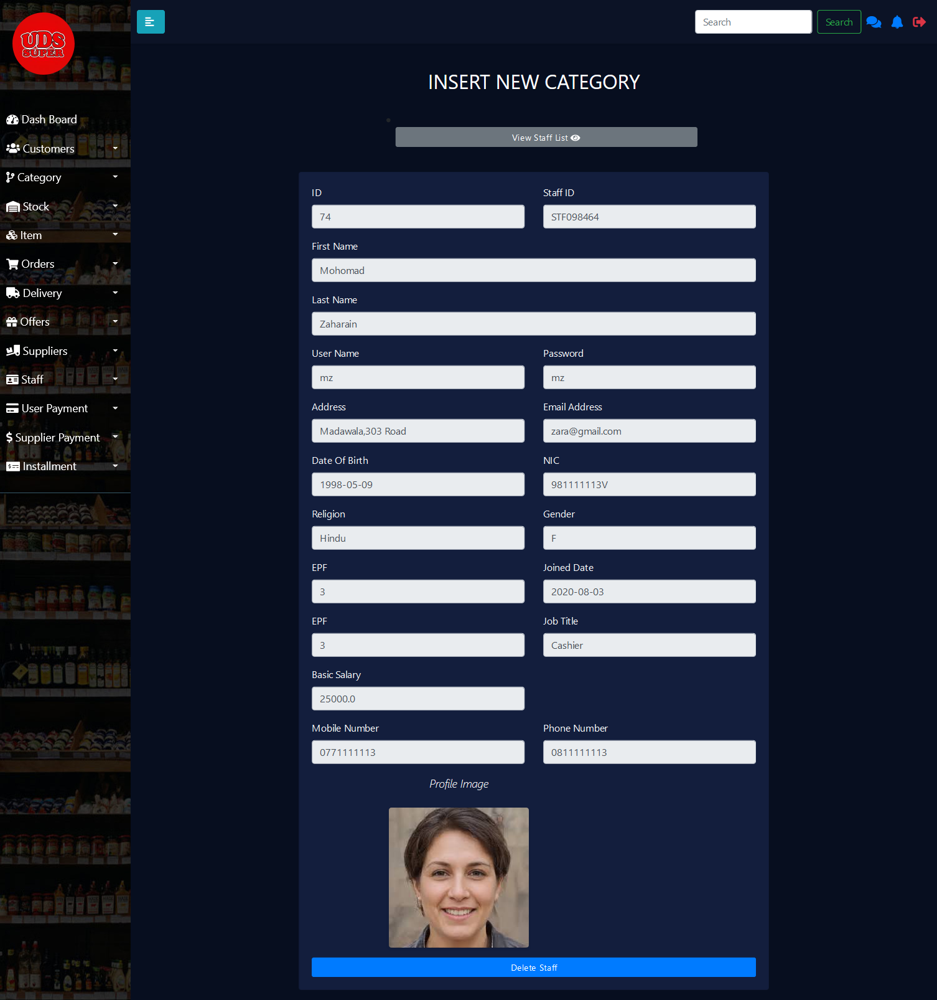 UDS
SUPER
Search
Search
INSERT NEW CATEGORY
Dash Board
View Staff List
Customers
Category
Stock
Item
Orders
Delivery
Offers
Suppliers
Staff
User Payment
Supplier Payment
Installment
ID
Staff ID
74
STF098464
First Name
Mohomad
Last Name
Zaharain
User Name
Password
mz
mz
Address
Email Address
Madawala,303 Road
zara@gmail.com
Date Of Birth
NIC
1998-05-09
981111113V
Religion
Gender
Hindu
F
EPF
Joined Date
3
2020-08-03
EPF
Job Title
3
Cashier
Basic Salary
25000.0
Mobile Number
Phone Number
0771111113
0811111113
Profile Image
Delete Staff